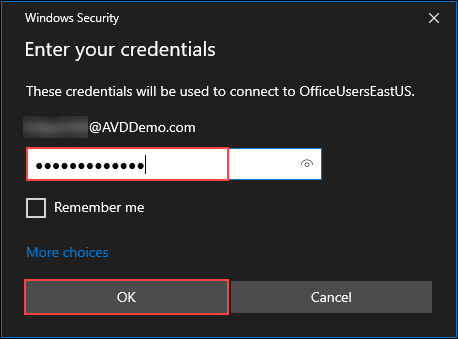 Windows Security
Enter your credentials
These credentials will be used to connect to OfficeUsersEastUS.
@AVDDemo.com
●●●●●●●●●●●●●
Remember me
More choices
OK
Cancel